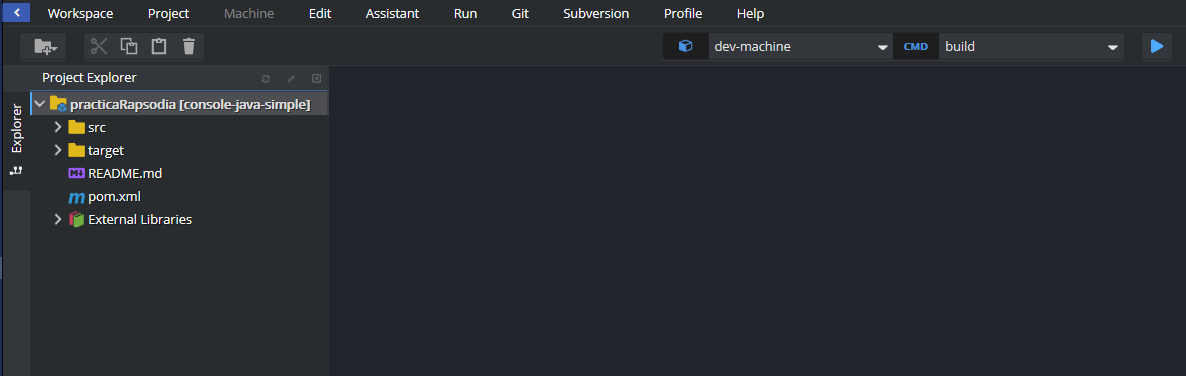 Workspace Project Machine Edit Assistant Run Git Subversion Profile Help
dev-machine CMD build
Project Explorer
Explorer
practicaRapsodia [console-java-simple]
src
target
M README.md
m pom.xml
External Libraries